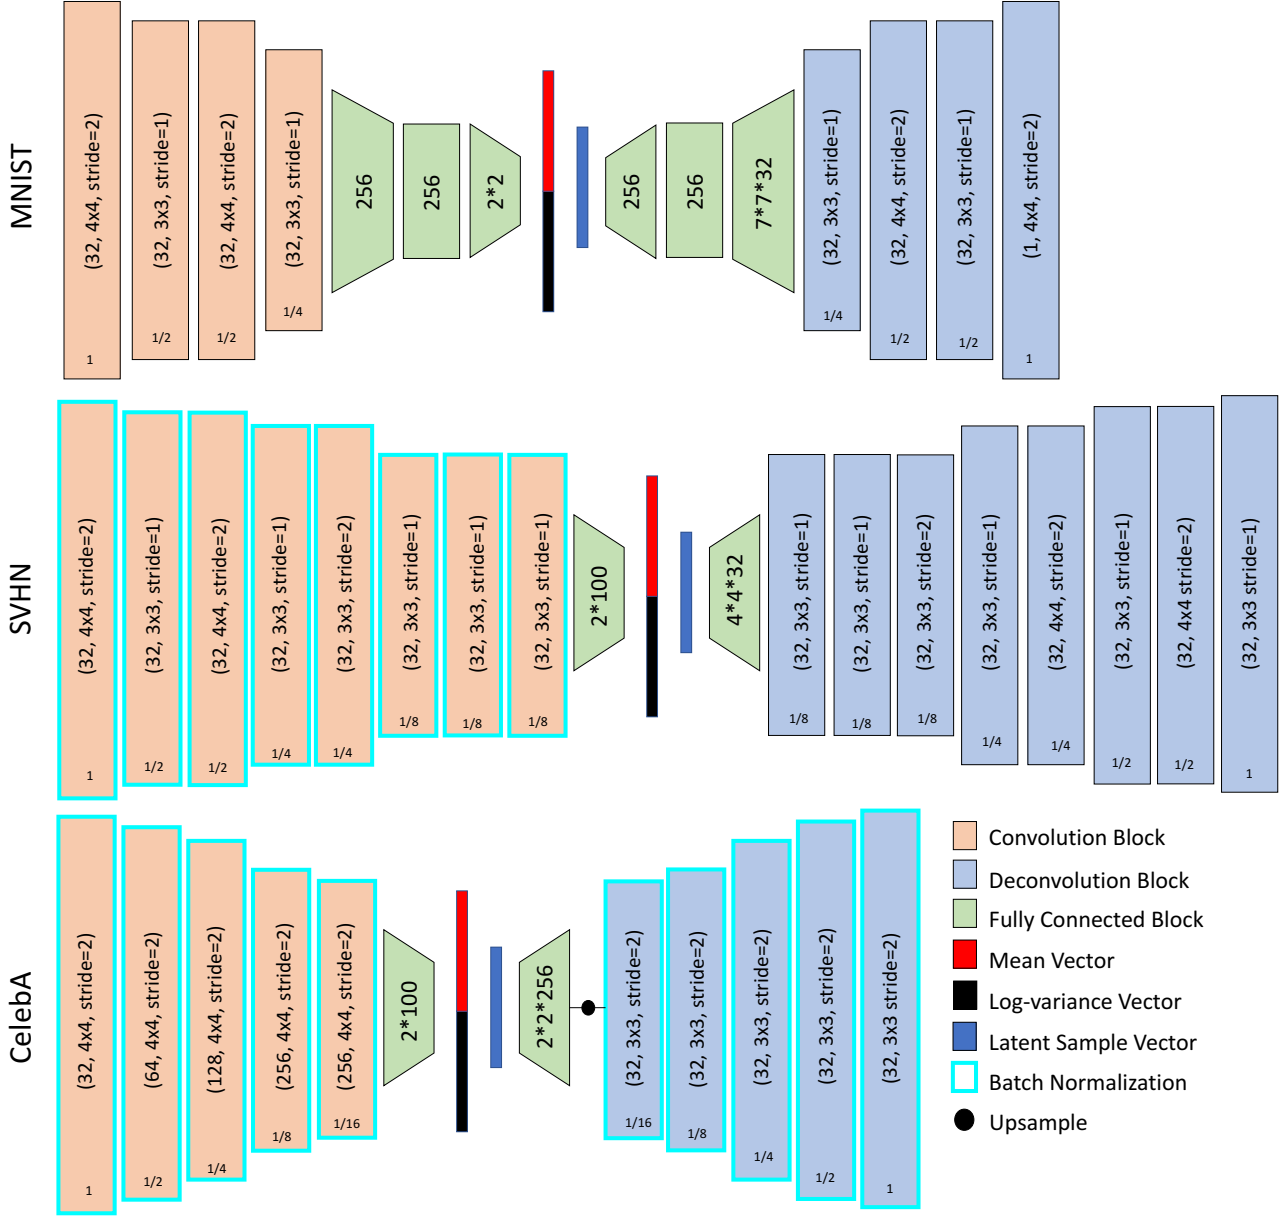 MNIST
(32, 4x4, stride=2)
1
(32, 3x3, stride=1)
1/2
(32, 4x4, stride=2)
1/2
(32, 3x3, stride=1)
1/4
256
256
2*2
256
256
7*7*32
(32, 3x3, stride=1)
1/4
(32, 4x4, stride=2)
1/2
(32, 3x3, stride=1)
1/2
(1, 4x4, stride=2)
1
SVHN
(32, 4x4, stride=2)
1
(32, 3x3, stride=1)
1/2
(32, 4x4, stride=2)
1/2
(32, 3x3, stride=1)
1/4
(32, 3x3, stride=2)
1/4
(32, 3x3, stride=1)
1/8
(32, 3x3, stride=1)
1/8
(32, 3x3, stride=1)
1/8
2*100
4*4*32
(32, 3x3, stride=1)
1/8
(32, 3x3, stride=1)
1/8
(32, 3x3, stride=2)
1/8
(32, 3x3, stride=1)
1/4
(32, 4x4, stride=2)
1/4
(32, 3x3, stride=1)
1/2
(32, 4x4 stride=2)
1/2
(32, 3x3 stride=1)
1
CelebA
(32, 4x4, stride=2)
1
(64, 4x4, stride=2)
1/2
(128, 4x4, stride=2)
1/4
(256, 4x4, stride=2)
1/8
(256, 4x4, stride=2)
1/16
2*100
2*2*256
(32, 3x3, stride=2)
1/16
(32, 3x3, stride=2)
1/8
(32, 3x3, stride=2)
1/4
(32, 3x3, stride=2)
1/2
(32, 3x3 stride=2)
1
Convolution Block
Deconvolution Block
Fully Connected Block
Mean Vector
Log-variance Vector
Latent Sample Vector
Batch Normalization
Upsample